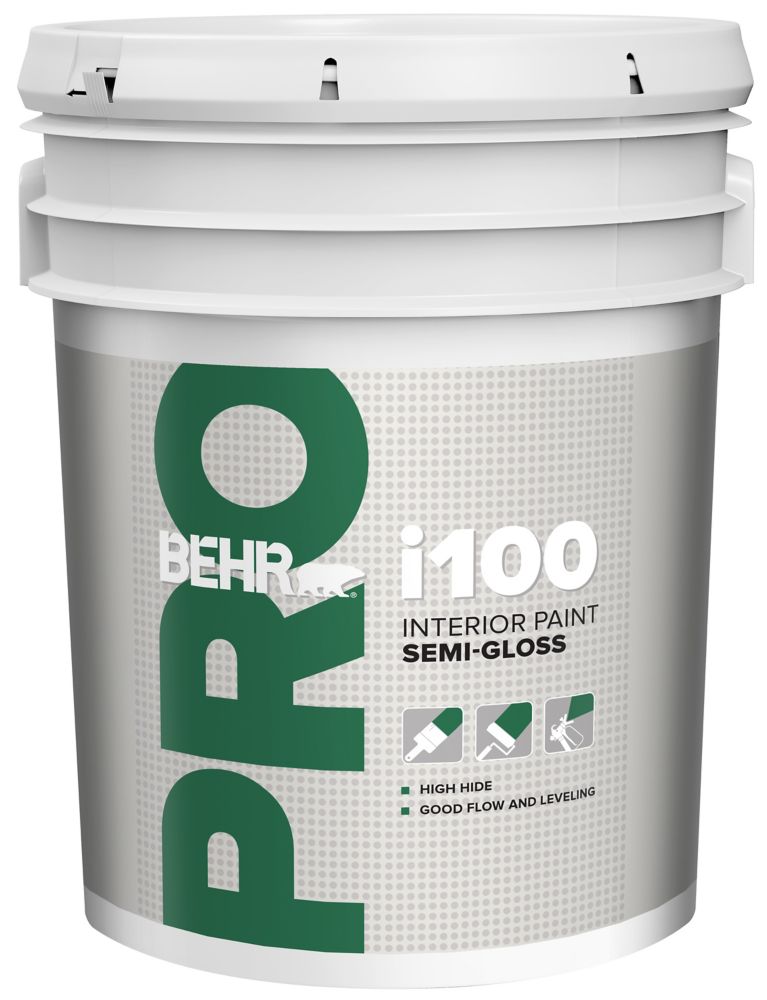 PRO
BEHR®
i100
INTERIOR PAINT
SEMI-GLOSS
HIGH HIDE
GOOD FLOW AND LEVELING